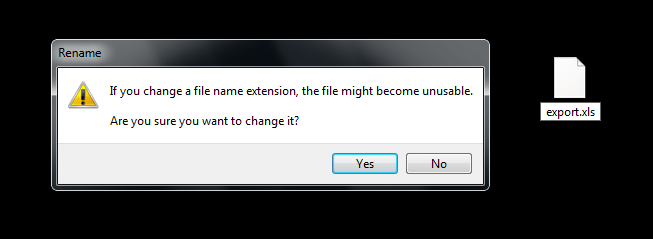 Rename
If you change a file name extension, the file might become unusable.
Are you sure you want to change it?
Yes
No
export.xls